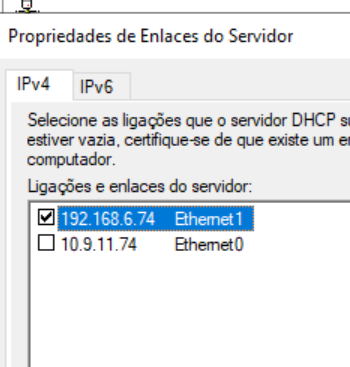 Propriedades de Enlaces do Servidor
IPv4 IPv6
Selecione as ligações que o servidor DHCP
estiver vazia, certifique-se de que existe um
computador.
Ligações e enlaces do servidor:
192.168.6.74 Ethernet1
10.9.11.74 Ethernet0